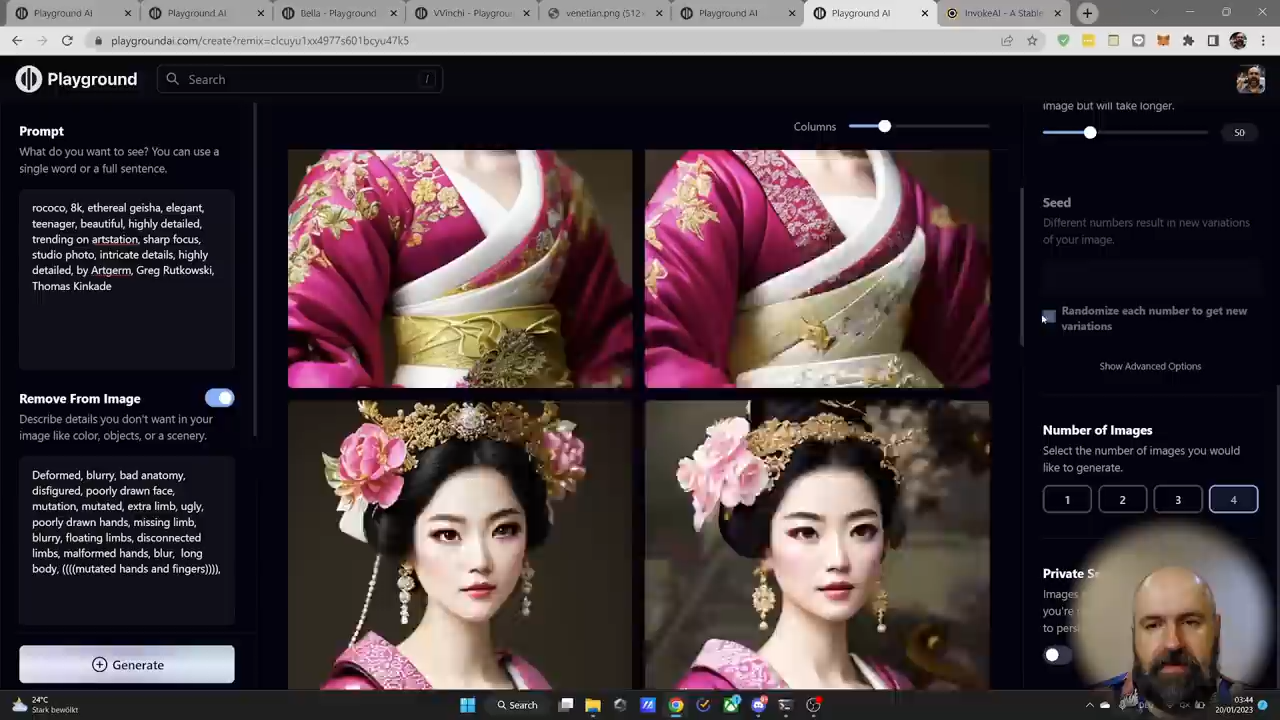 Playground AI
Playground AI
Bella - Playground
VVinchi - Playgroun
venetian.png (512×
Playground AI
Playground AI
InvokeAI – A Stable
playgroundai.com/create?remix=clcuyu1xx4977s601bcyu47k5
Playground
Search
/
Prompt
What do you want to see? You can use a
single word or a full sentence.
rococo, 8k, ethereal geisha, elegant,
teenager, beautiful, highly detailed,
trending on artstation, sharp focus,
studio photo, intricate details, highly
detailed, by Artgerm, Greg Rutkowski,
Thomas Kinkade
Remove From Image
Describe details you don't want in your
image like color, objects, or a scenery.
Deformed, blurry, bad anatomy,
disfigured, poorly drawn face,
mutation, mutated, extra limb, ugly,
poorly drawn hands, missing limb,
blurry, floating limbs, disconnected
limbs, malformed hands, blur, long
body, ((((mutated hands and fingers)))),
Generate
Columns
image but will take longer.
50
Seed
Different numbers result in new variations
of your image.
Randomize each number to get new
variations
Show Advanced Options
Number of Images
Select the number of images you would
like to generate.
1
2
3
4
Private
Images
you're
to persi
24°C
Stark bewölkt
Search
03:44
20/01/2023